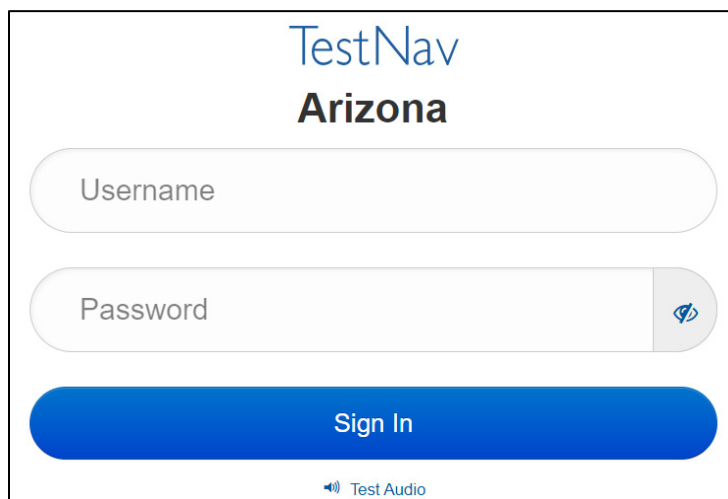 TestNav
Arizona
Username
Password
Sign In
Test Audio